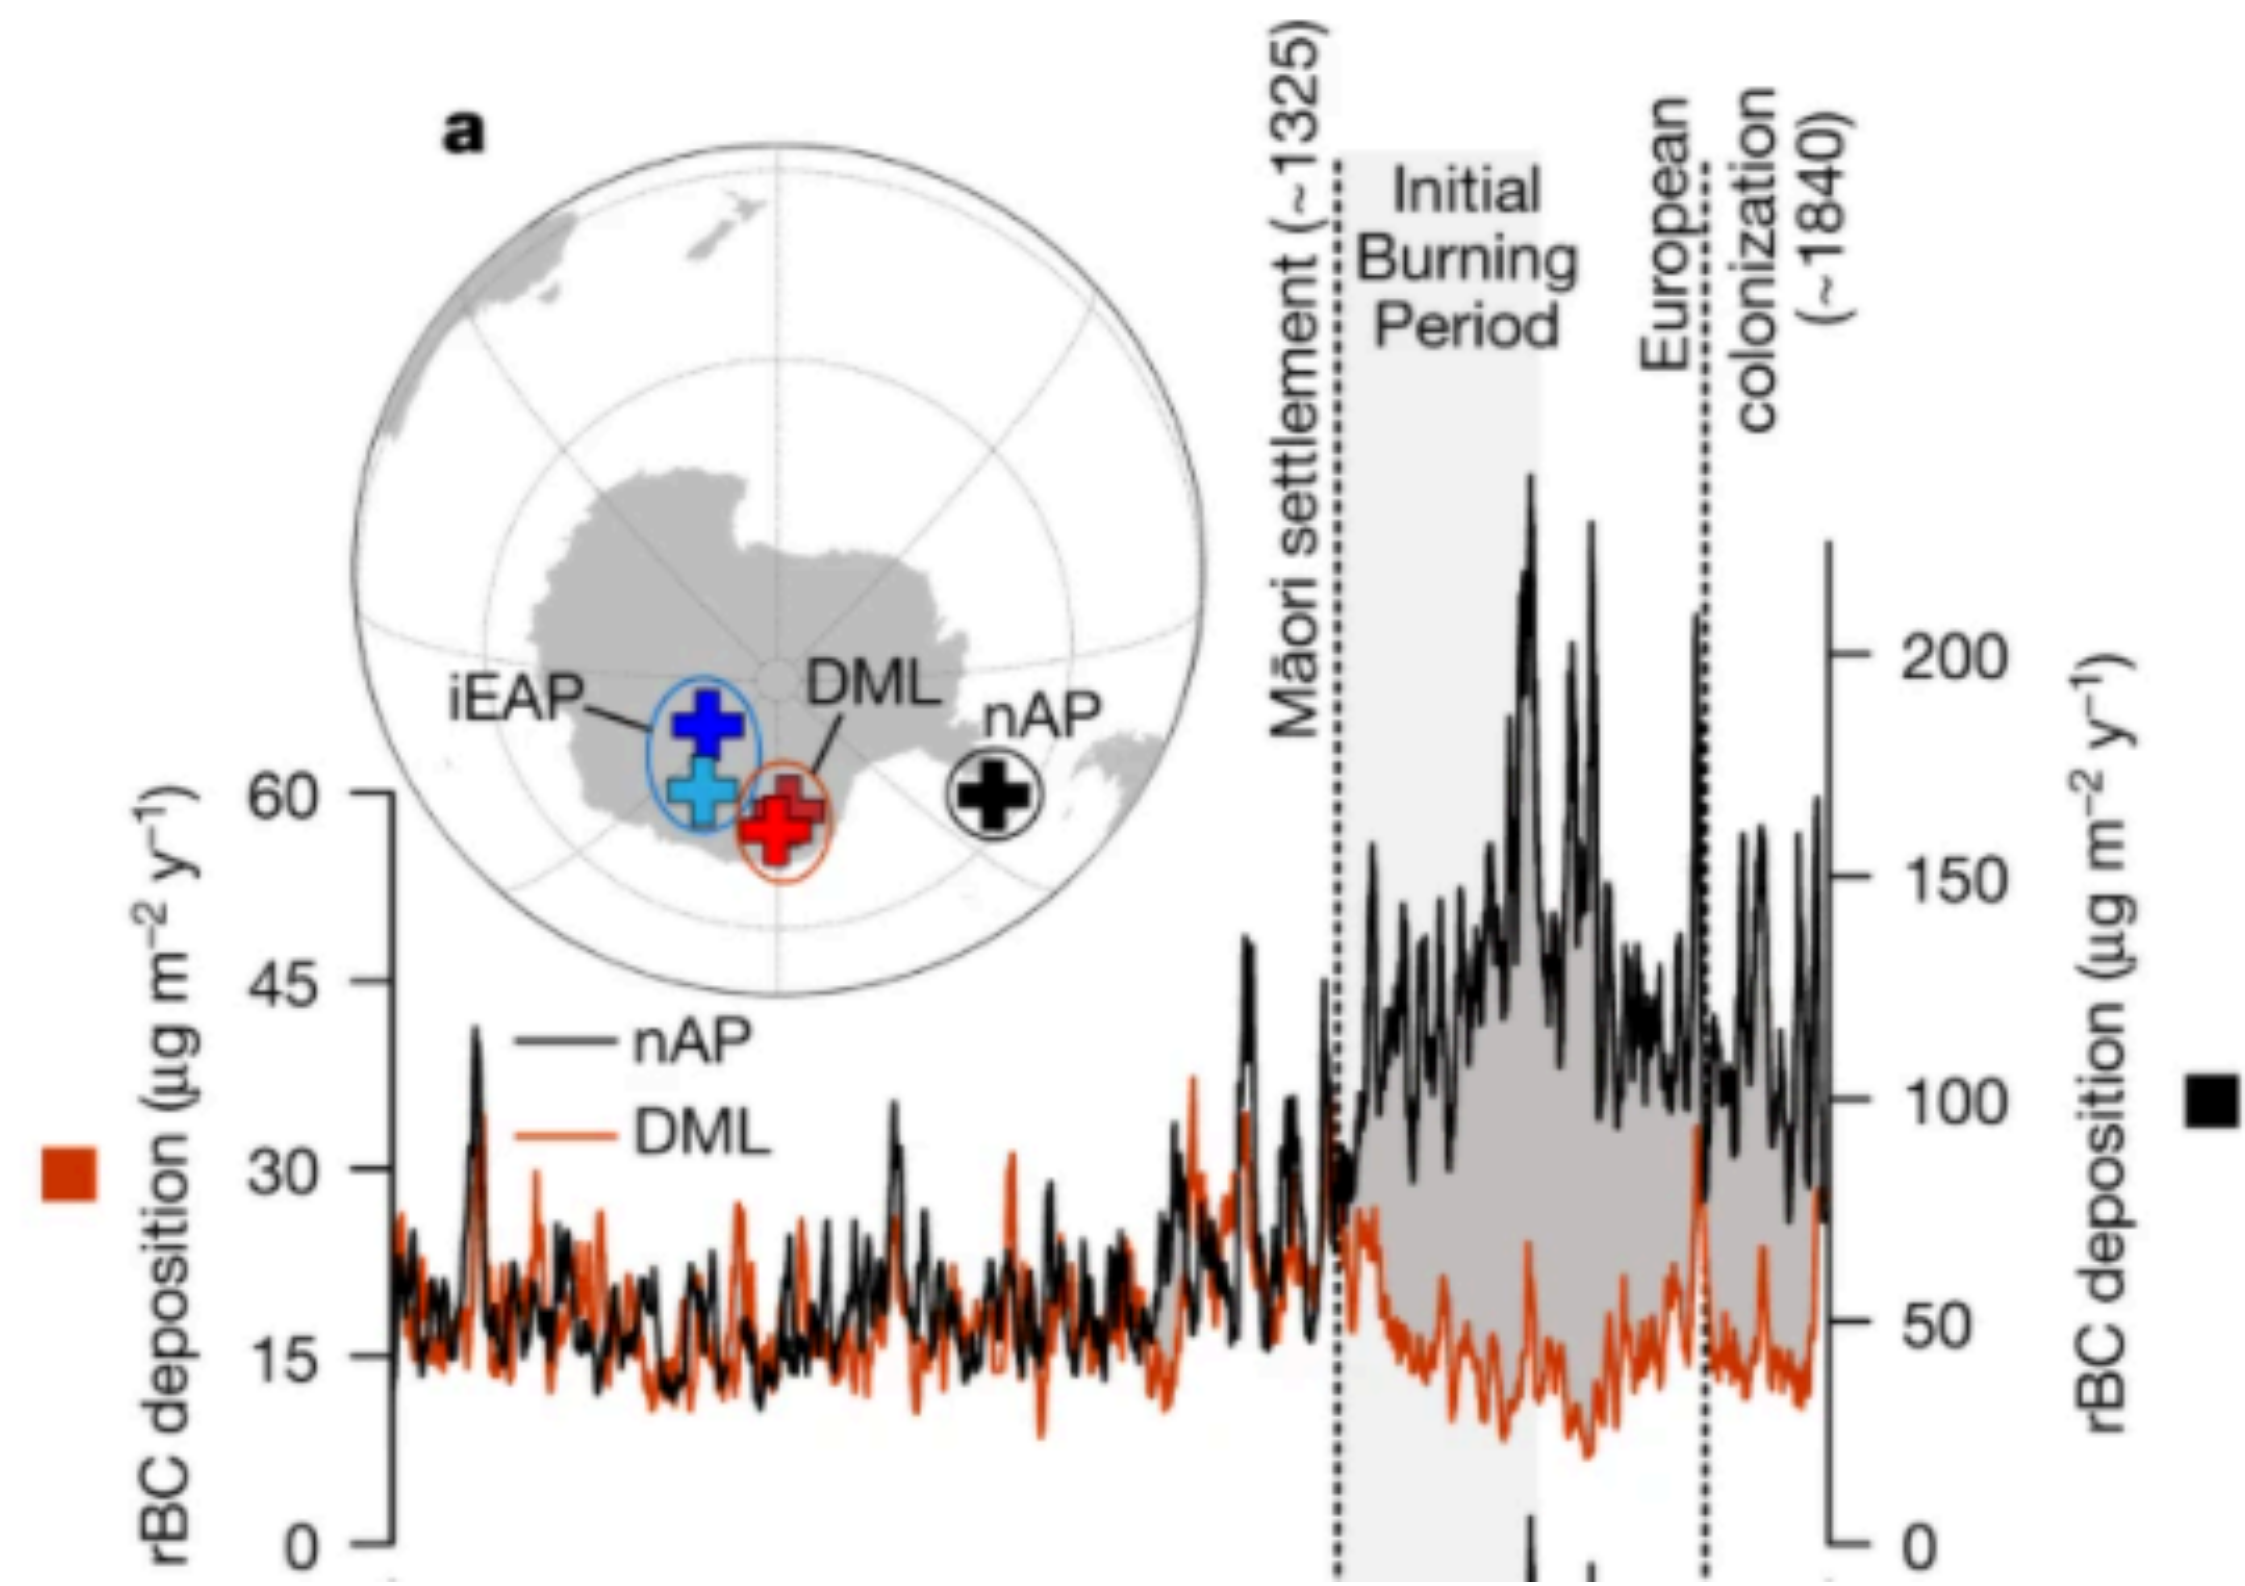 a
Māori settlement (~1325)
Initial
Burning
Period
European
colonization
(~1840)
iEAP
DML
nAP
nAP
DML
rBC deposition (µg m⁻² y⁻¹)
60
45
30
15
0
200
150
100
50
0
rBC deposition (µg m⁻² y⁻¹)